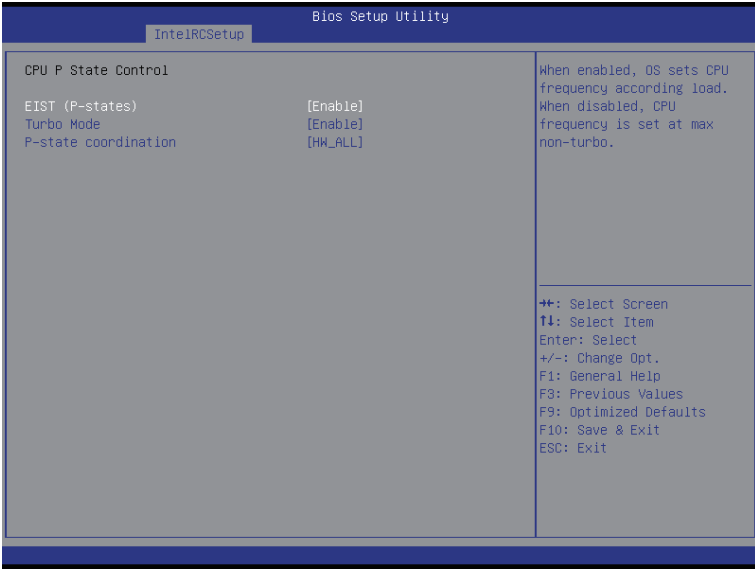 Bios Setup Utility
IntelRCSetup
CPU P State Control
EIST (P-states) [Enable]
Turbo Mode [Enable]
P-state coordination [HW_ALL]
When enabled, OS sets CPU
frequency according load.
When disabled, CPU
frequency is set at max
non-turbo.
→←: Select Screen
↑↓: Select Item
Enter: Select
+/-: Change Opt.
F1: General Help
F3: Previous Values
F9: Optimized Defaults
F10: Save & Exit
ESC: Exit